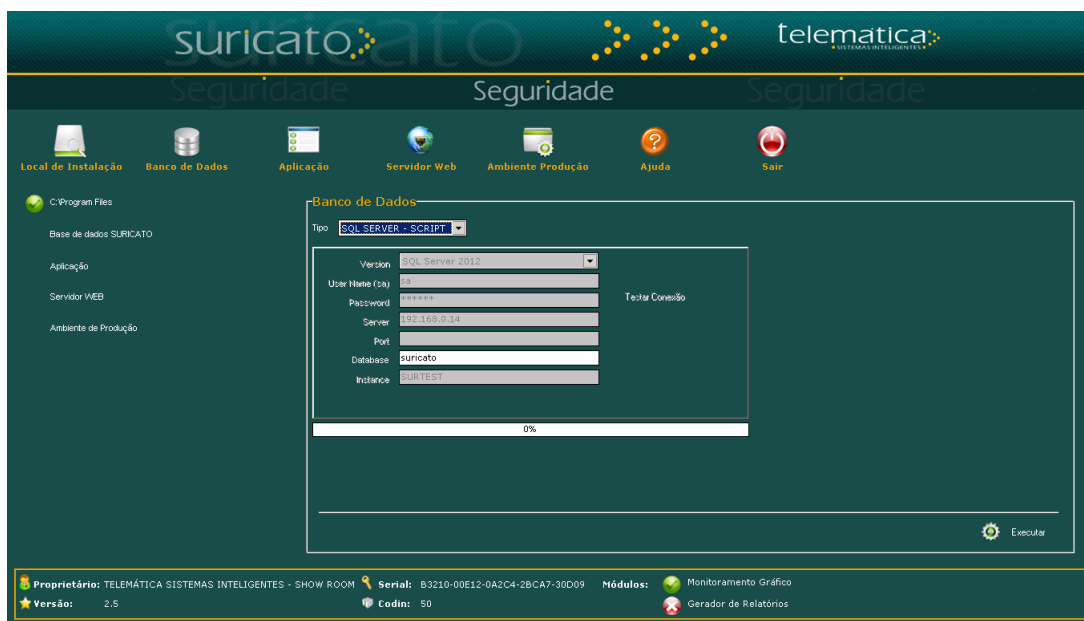 suricato
telemática
SISTEMAS INTELIGENTES
Seguridade
Seguridade
Seguridade
Local de Instalação
Banco de Dados
Aplicação
Servidor Web
Ambiente Produção
Ajuda
Sair
C:\Program Files
Base de dados SURICATO
Aplicação
Servidor WEB
Ambiente de Produção
Banco de Dados
Tipo SQL SERVER - SCRIPT
Version SQL Server 2012
User Name (sa) sa
Password ******
Server 192.168.0.14
Port
Database suricato
Instance SURTEST
Testar Conexão
0%
Executar
Proprietário: TELEMÁTICA SISTEMAS INTELIGENTES - SHOW ROOM
Serial: B3210-00E12-0A2C4-2BCA7-30D09
Módulos:
Monitoramento Gráfico
Versão: 2.5
Codin: 50
Gerador de Relatórios